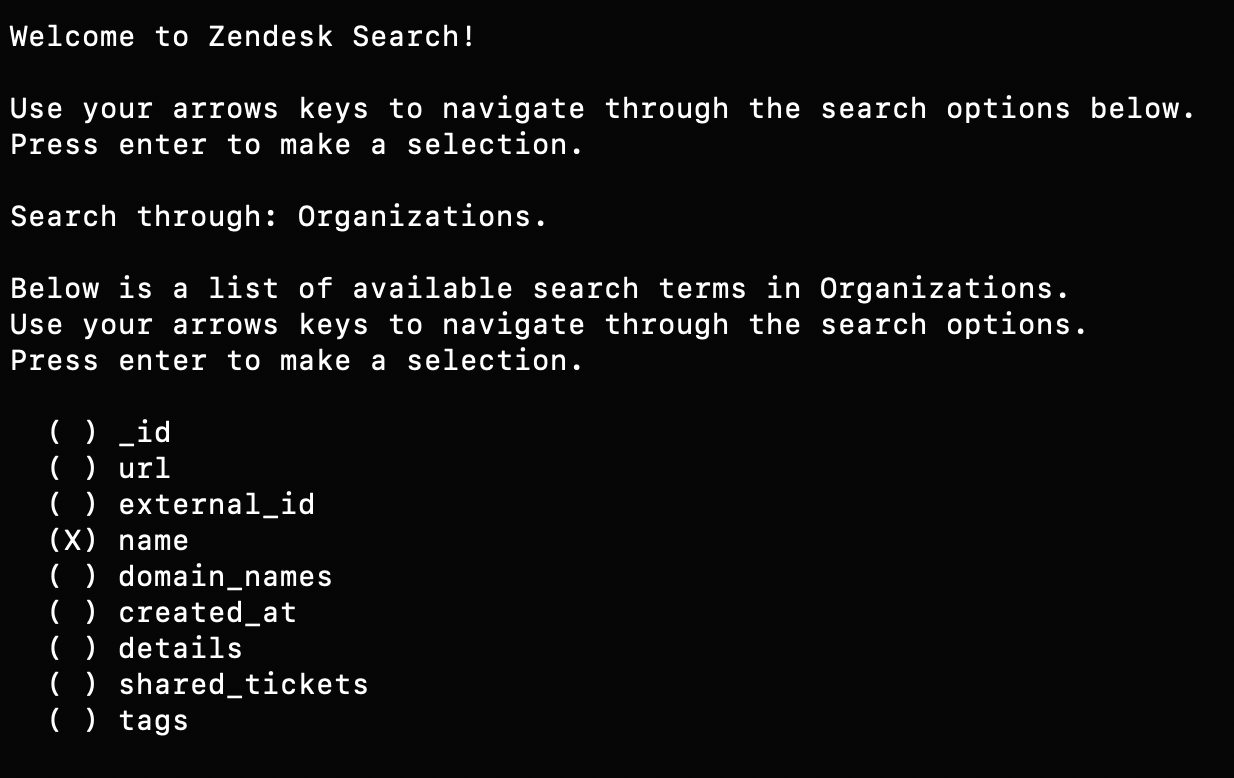 Welcome to Zendesk Search!
Use your arrows keys to navigate through the search options below.
Press enter to make a selection.
Search through: Organizations.
Below is a list of available search terms in Organizations.
Use your arrows keys to navigate through the search options.
Press enter to make a selection.
( ) _id
( ) url
( ) external_id
(X) name
( ) domain_names
( ) created_at
( ) details
( ) shared_tickets
( ) tags